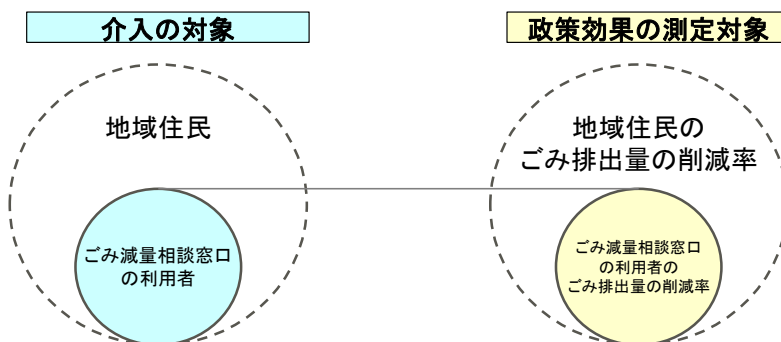 介入の対象
政策効果の測定対象
地域住民
ごみ減量相談窓口
の利用者
地域住民の
ごみ排出量の削減率
ごみ減量相談窓口
の利用者の
ごみ排出量の削減率